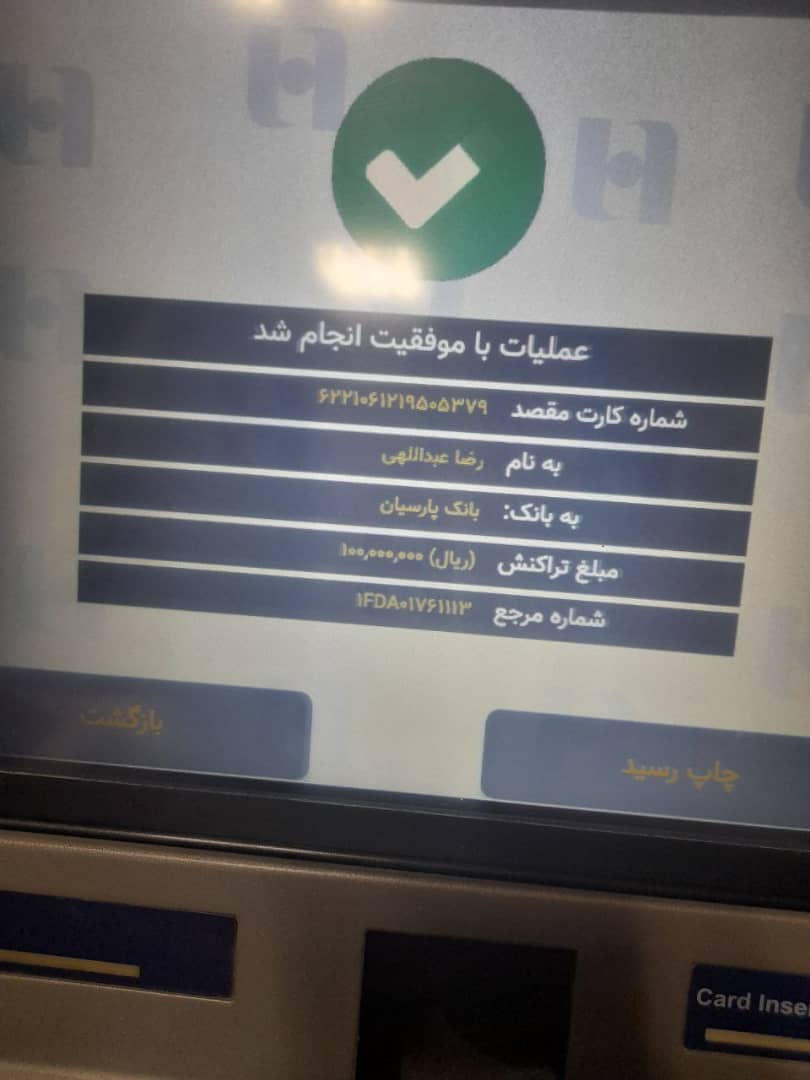 عملیات با موفقیت انجام شد
شماره کارت مقصد ۶۲۲۱۰۶۱۲۱۹۵۰۵۳۷۹
به نام رضا عبداللهی
به بانک: بانک پارسیان
مبلغ تراکنش (ریال) ۱۰۰,۰۰۰,۰۰۰
شماره مرجع ۱FDA۰۱۷۶۱۱۱۳
چاپ رسید
بازگشت
Card Inse